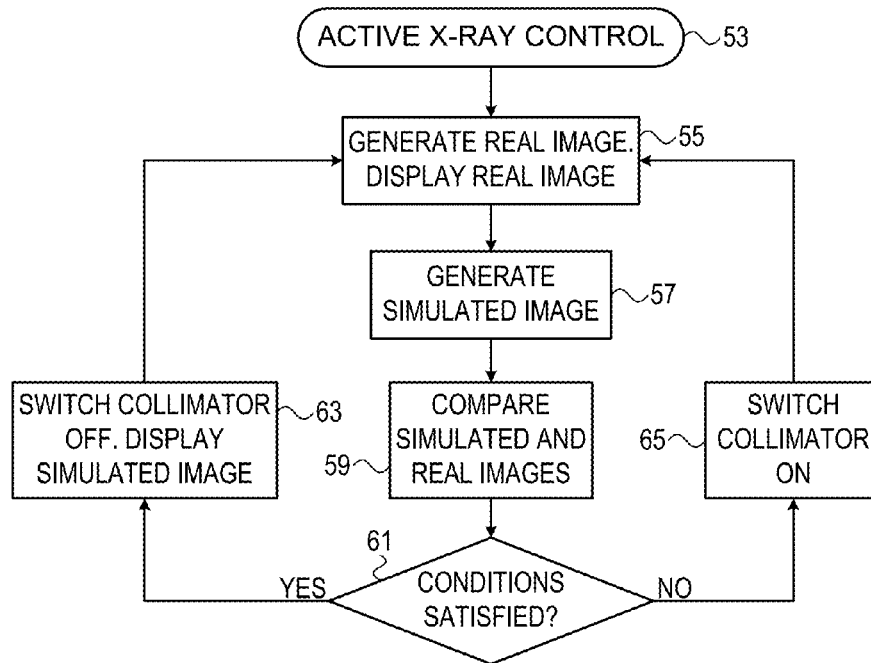 ACTIVE X-RAY CONTROL
53
GENERATE REAL IMAGE.
DISPLAY REAL IMAGE
55
GENERATE
SIMULATED IMAGE
57
SWITCH COLLIMATOR
OFF. DISPLAY
SIMULATED IMAGE
63
COMPARE
SIMULATED AND
REAL IMAGES
59
SWITCH
COLLIMATOR
ON
65
61
CONDITIONS
SATISFIED?
YES
NO